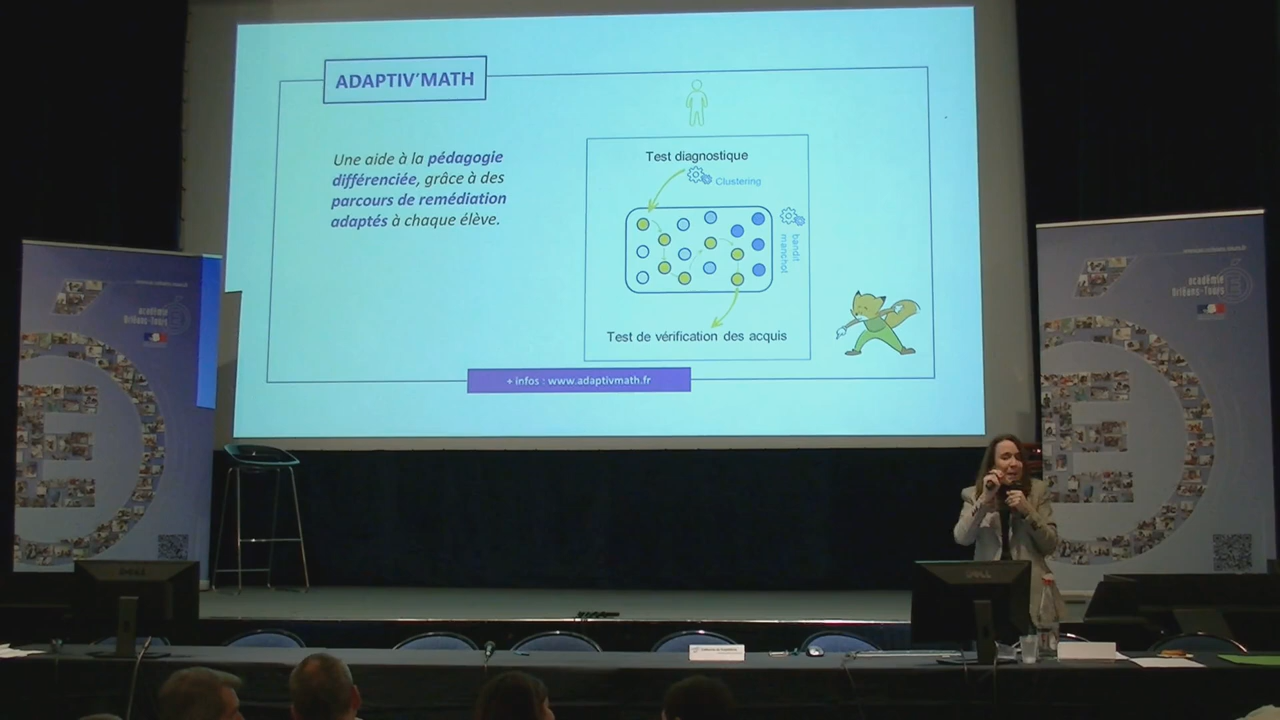 ADAPTIV'MATH
Une aide à la pédagogie
différenciée, grâce à des
parcours de remédiation
adaptés à chaque élève.
Test diagnostique
Clustering
bandit
manchot
Test de vérification des acquis
+ infos : www.adaptivmath.fr
académie
Orléans-Tours
É
académie
Orléans-Tours
É
DELL
DELL